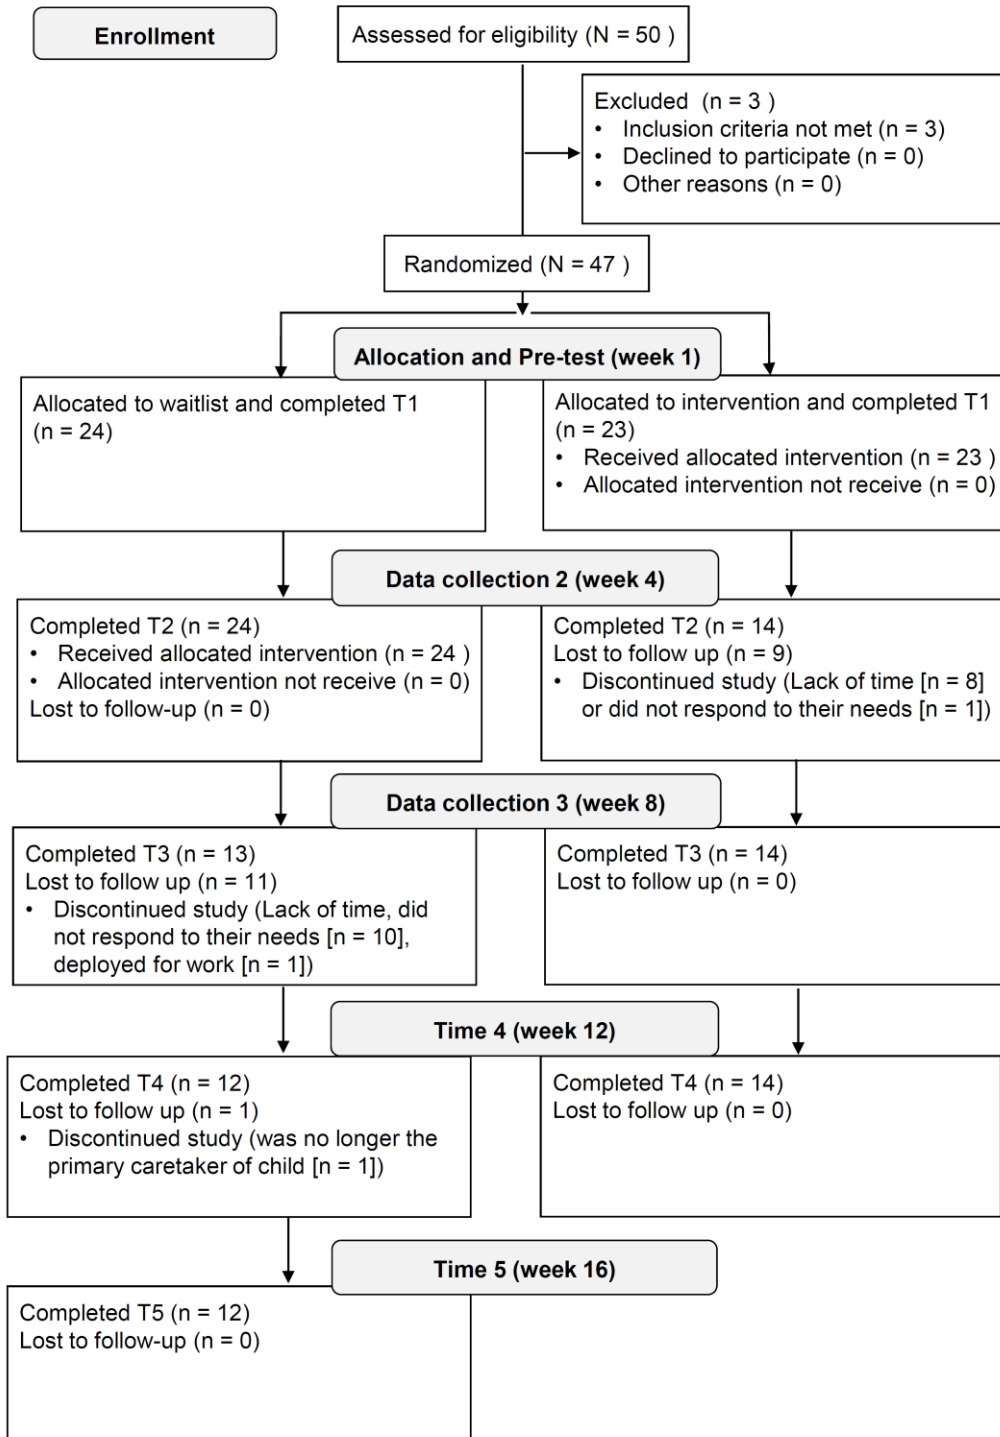 Enrollment
Assessed for eligibility (N = 50 )
Excluded  (n = 3 )
• Inclusion criteria not met (n = 3)
• Declined to participate (n = 0)
• Other reasons (n = 0)
Randomized (N = 47 )
Allocation and Pre-test (week 1)
Allocated to waitlist and completed T1
(n = 24)
Allocated to intervention and completed T1
(n = 23)
• Received allocated intervention (n = 23 )
• Allocated intervention not receive (n = 0)
Data collection 2 (week 4)
Completed T2 (n = 24)
• Received allocated intervention (n = 24 )
• Allocated intervention not receive (n = 0)
Lost to follow-up (n = 0)
Completed T2 (n = 14)
Lost to follow up (n = 9)
• Discontinued study (Lack of time [n = 8]
or did not respond to their needs [n = 1])
Data collection 3 (week 8)
Completed T3 (n = 13)
Lost to follow up (n = 11)
• Discontinued study (Lack of time, did
not respond to their needs [n = 10],
deployed for work [n = 1])
Completed T3 (n = 14)
Lost to follow up (n = 0)
Time 4 (week 12)
Completed T4 (n = 12)
Lost to follow up (n = 1)
• Discontinued study (was no longer the
primary caretaker of child [n = 1])
Completed T4 (n = 14)
Lost to follow up (n = 0)
Time 5 (week 16)
Completed T5 (n = 12)
Lost to follow-up (n = 0)